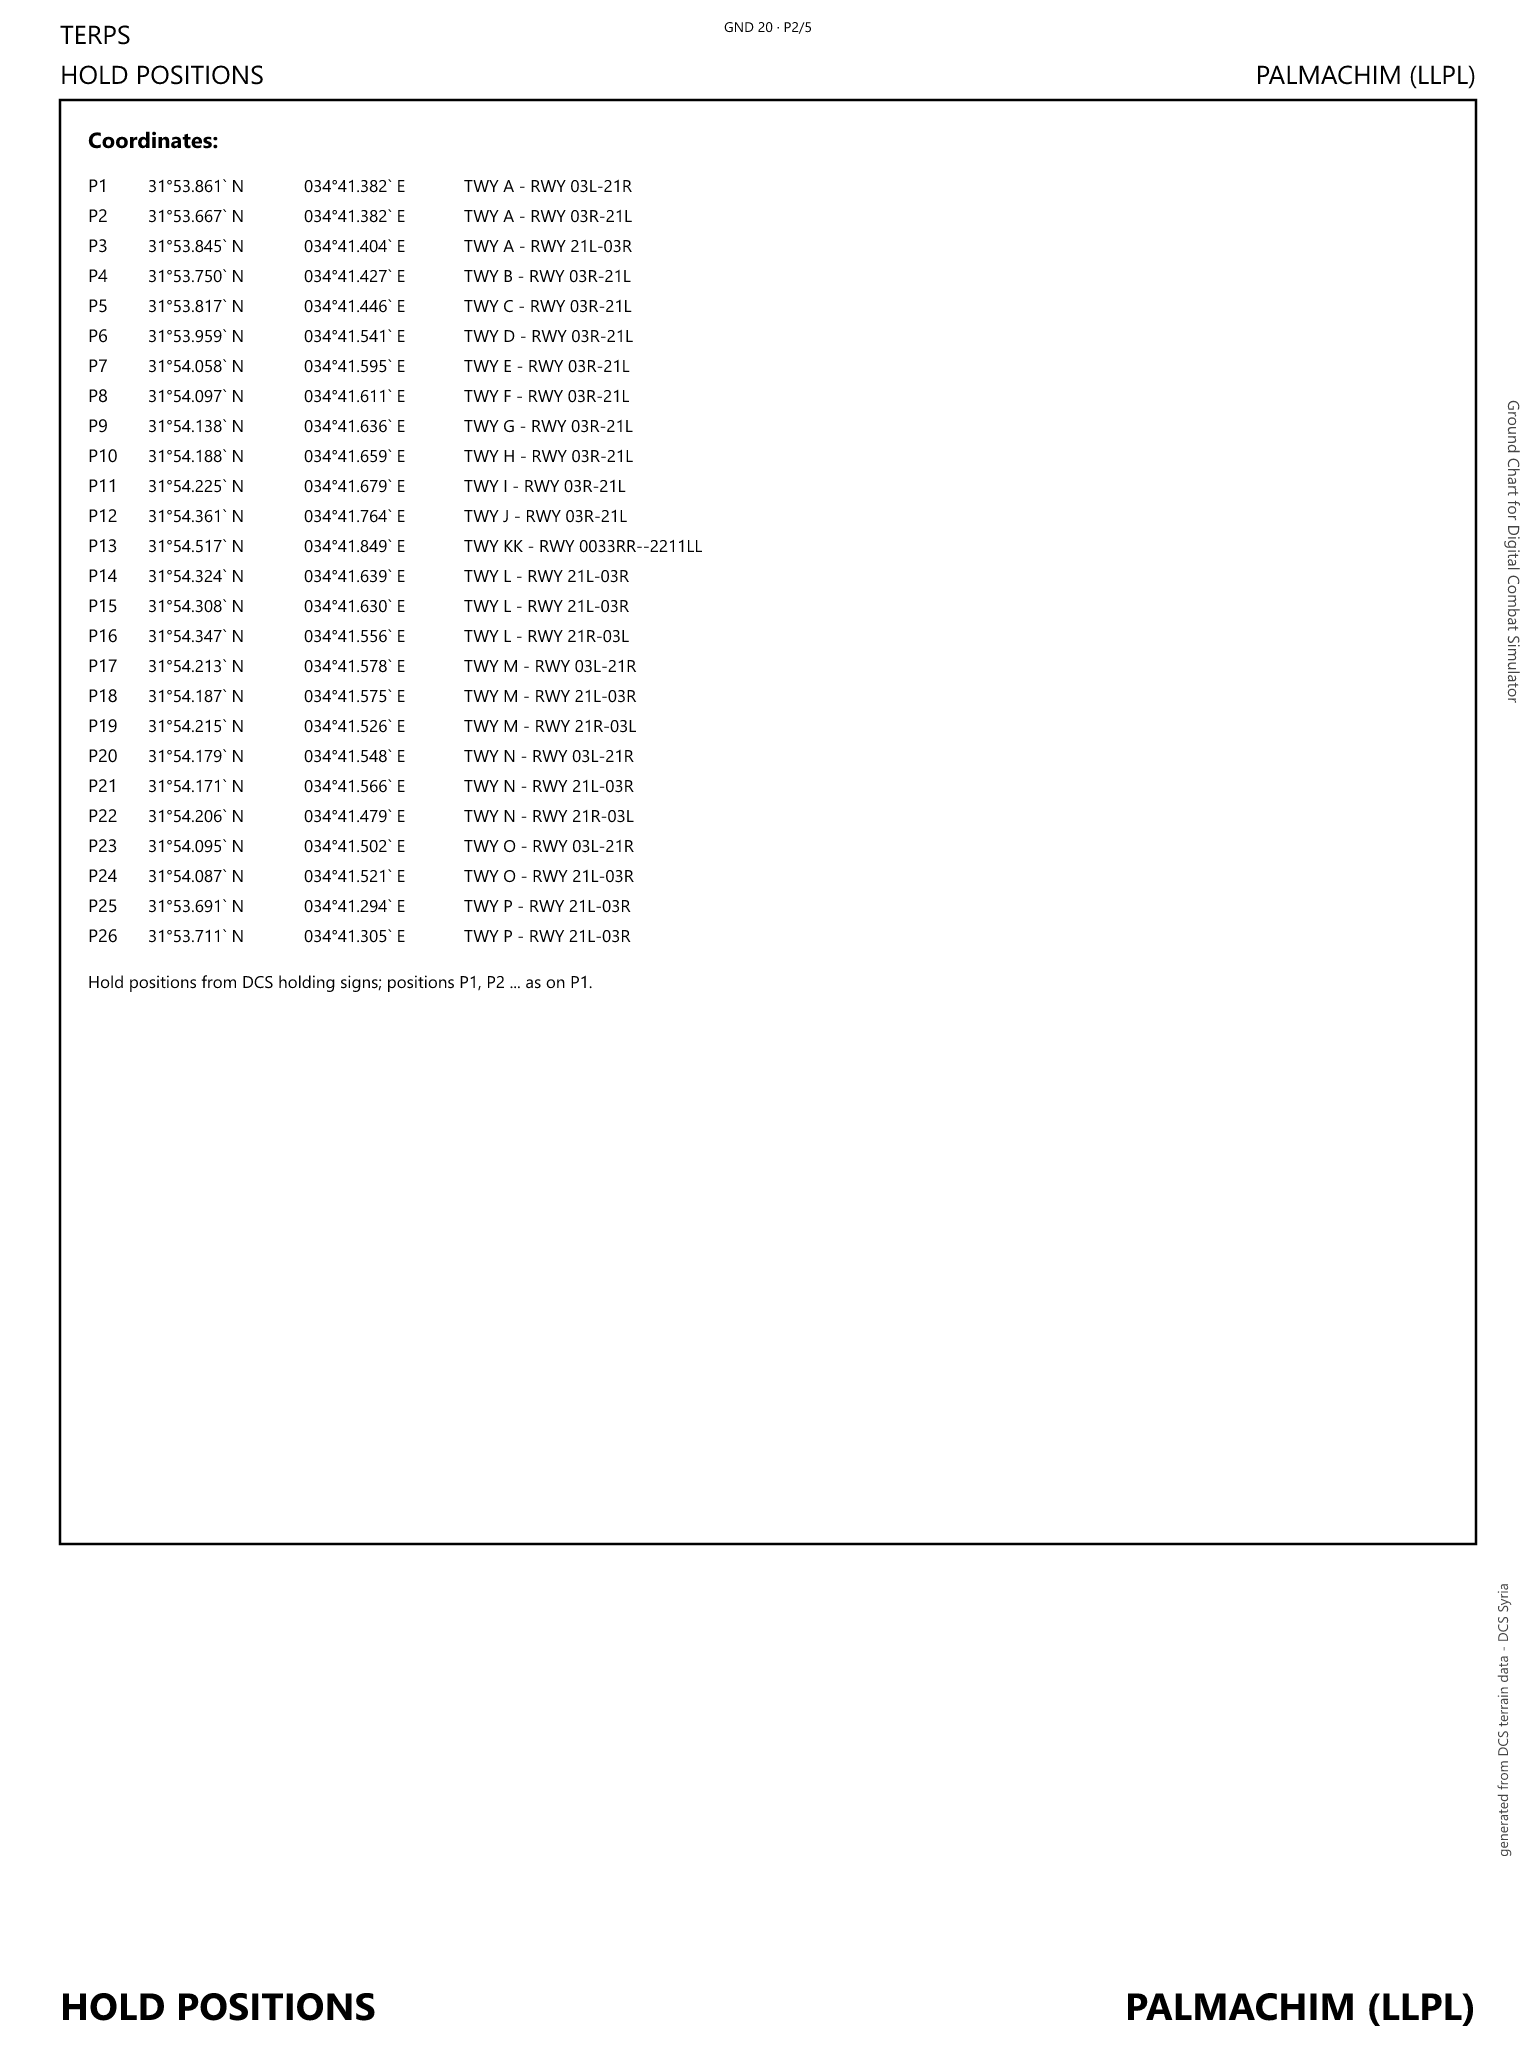 TERPS
GND 20 · P2/5
HOLD POSITIONS
PALMACHIM (LLPL)
Coordinates:
P1 31°53.861` N 034°41.382` E TWY A - RWY 03L-21R
P2 31°53.667` N 034°41.382` E TWY A - RWY 03R-21L
P3 31°53.845` N 034°41.404` E TWY A - RWY 21L-03R
P4 31°53.750` N 034°41.427` E TWY B - RWY 03R-21L
P5 31°53.817` N 034°41.446` E TWY C - RWY 03R-21L
P6 31°53.959` N 034°41.541` E TWY D - RWY 03R-21L
P7 31°54.058` N 034°41.595` E TWY E - RWY 03R-21L
P8 31°54.097` N 034°41.611` E TWY F - RWY 03R-21L
P9 31°54.138` N 034°41.636` E TWY G - RWY 03R-21L
P10 31°54.188` N 034°41.659` E TWY H - RWY 03R-21L
P11 31°54.225` N 034°41.679` E TWY I - RWY 03R-21L
P12 31°54.361` N 034°41.764` E TWY J - RWY 03R-21L
P13 31°54.517` N 034°41.849` E TWY KK - RWY 0033RR--2211LL
P14 31°54.324` N 034°41.639` E TWY L - RWY 21L-03R
P15 31°54.308` N 034°41.630` E TWY L - RWY 21L-03R
P16 31°54.347` N 034°41.556` E TWY L - RWY 21R-03L
P17 31°54.213` N 034°41.578` E TWY M - RWY 03L-21R
P18 31°54.187` N 034°41.575` E TWY M - RWY 21L-03R
P19 31°54.215` N 034°41.526` E TWY M - RWY 21R-03L
P20 31°54.179` N 034°41.548` E TWY N - RWY 03L-21R
P21 31°54.171` N 034°41.566` E TWY N - RWY 21L-03R
P22 31°54.206` N 034°41.479` E TWY N - RWY 21R-03L
P23 31°54.095` N 034°41.502` E TWY O - RWY 03L-21R
P24 31°54.087` N 034°41.521` E TWY O - RWY 21L-03R
P25 31°53.691` N 034°41.294` E TWY P - RWY 21L-03R
P26 31°53.711` N 034°41.305` E TWY P - RWY 21L-03R
Hold positions from DCS holding signs; positions P1, P2 ... as on P1.
Ground Chart for Digital Combat Simulator
generated from DCS terrain data - DCS Syria
HOLD POSITIONS
PALMACHIM (LLPL)